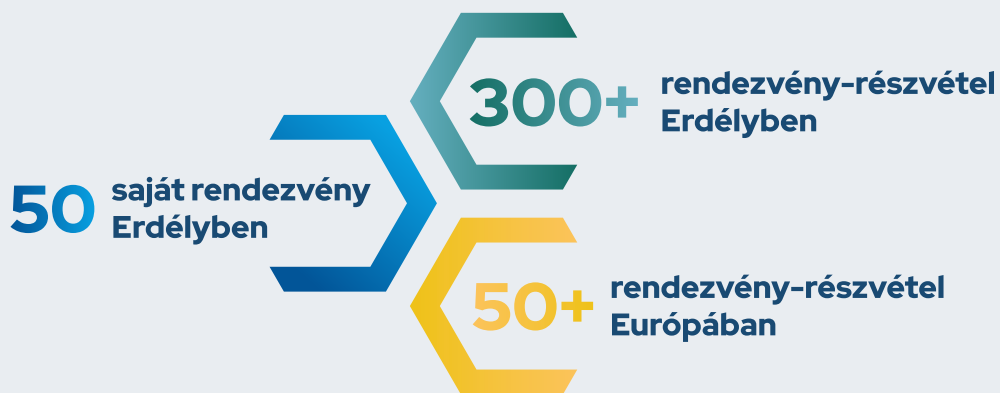 300+
rendezvény-részvétel
Erdélyben
50
saját rendezvény
Erdélyben
50+
rendezvény-részvétel
Európában